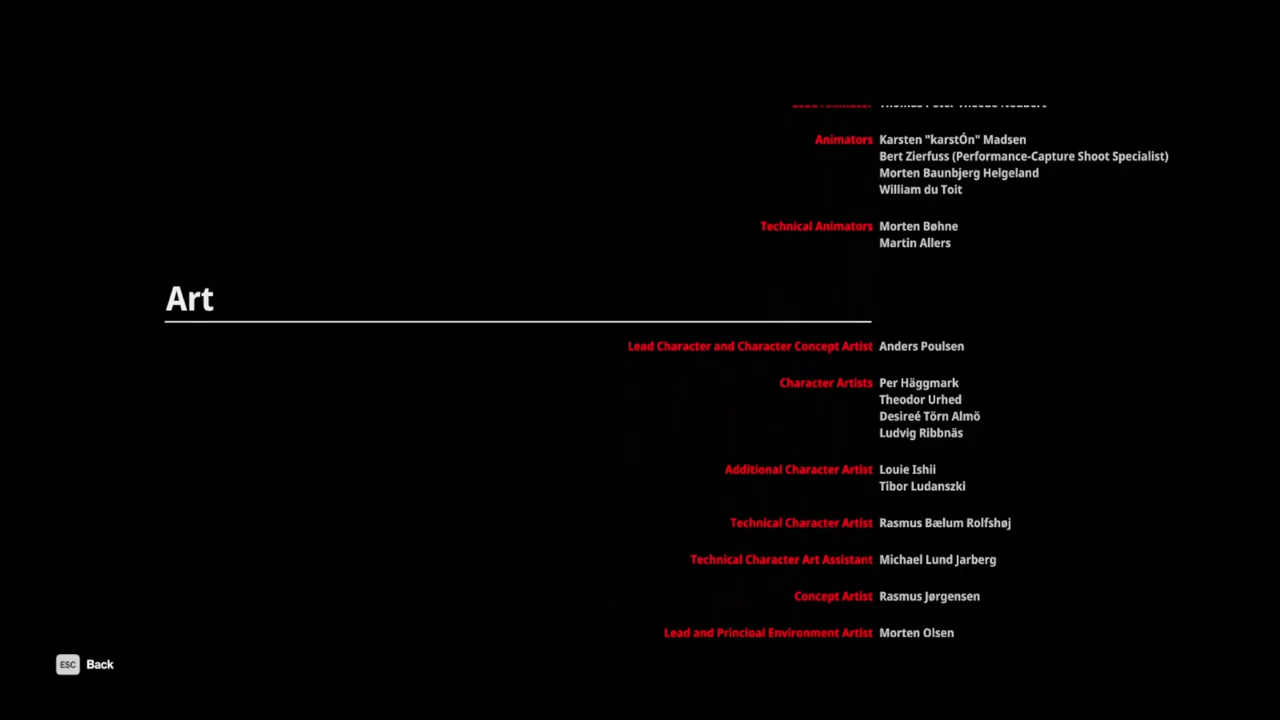 Animators Karsten "karstÓn" Madsen
Bert Zierfuss (Performance-Capture Shoot Specialist)
Morten Baunbjerg Helgeland
William du Toit
Technical Animators Morten Bøhne
Martin Allers
Art
Lead Character and Character Concept Artist Anders Poulsen
Character Artists Per Häggmark
Theodor Urhed
Desireé Törn Almö
Ludvig Ribbnäs
Additional Character Artist Louie Ishii
Tibor Ludanszki
Technical Character Artist Rasmus Bælum Rolfshøj
Technical Character Art Assistant Michael Lund Jarberg
Concept Artist Rasmus Jørgensen
Lead and Principal Environment Artist Morten Olsen
ESC Back